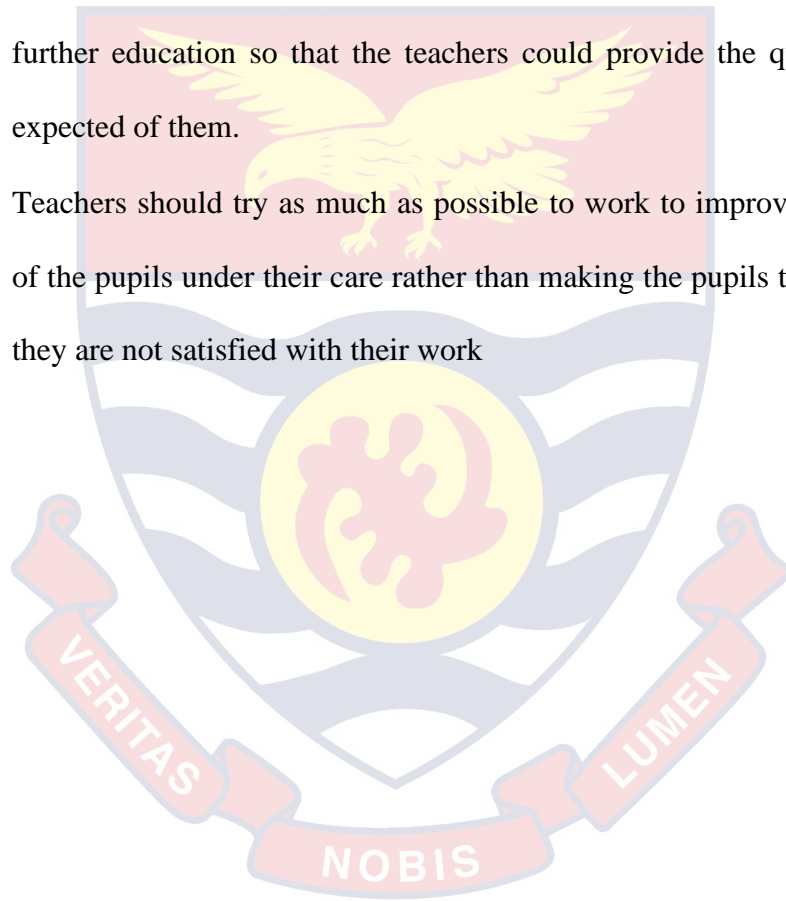 further education so that the teachers could provide the q
expected of them.
Teachers should try as much as possible to work to improv
of the pupils under their care rather than making the pupils t
they are not satisfied with their work
VERITAS
NOBIS
LUMEN